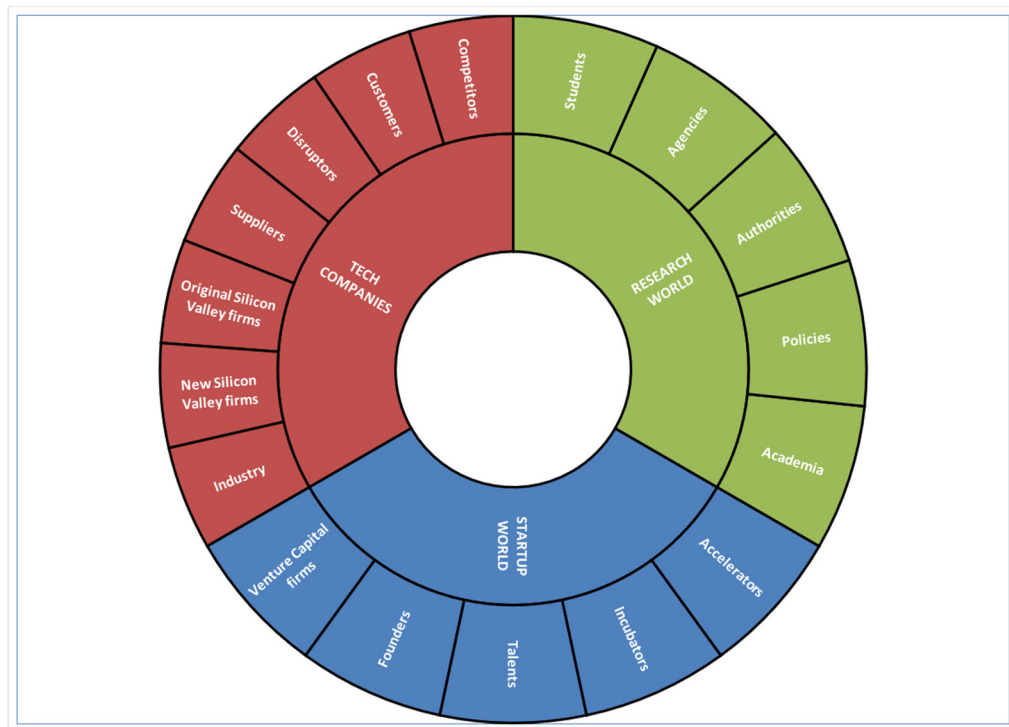 Competitors
Customers
Disruptors
Suppliers
Original Silicon
Valley firms
New Silicon
Valley firms
Industry
TECH
COMPANIES
Students
Agencies
Authorities
Policies
Academia
RESEARCH
WORLD
STARTUP
WORLD
Venture Capital
firms
Founders
Talents
Incubators
Accelerators